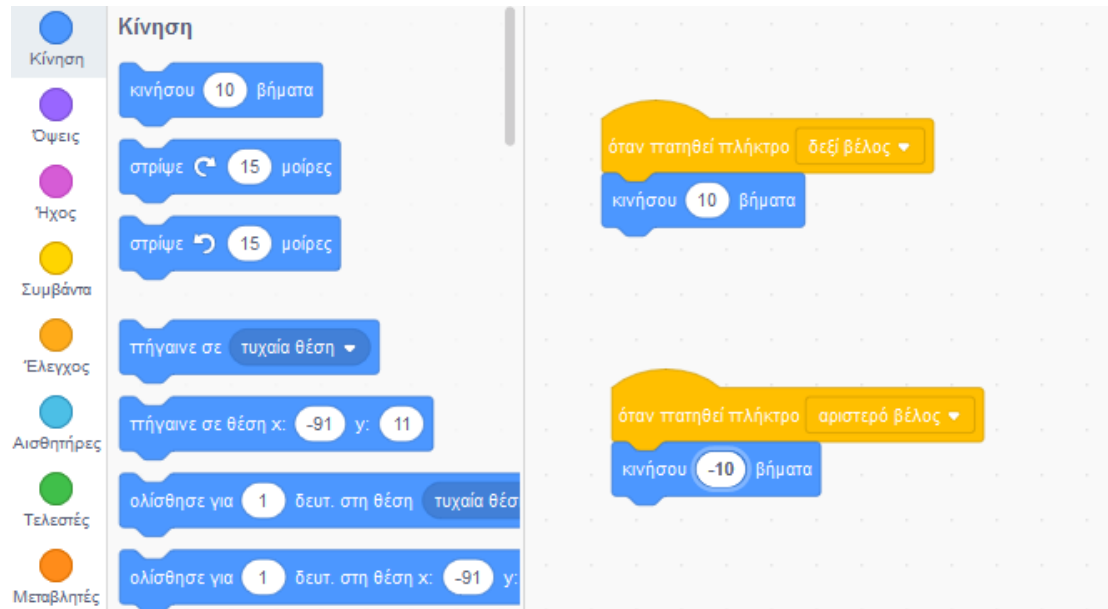 Κίνηση
Όψεις
Ήχος
Συμβάντα
Έλεγχος
Αισθητήρες
Τελεστές
Μεταβλητές
Κίνηση
κινήσου 10 βήματα
στρίψε 15 μοίρες
στρίψε 15 μοίρες
πήγαινε σε τυχαία θέση
πήγαινε σε θέση x: -91 y: 11
ολίσθησε για 1 δευτ. στη θέση τυχαία θέσ
ολίσθησε για 1 δευτ. στη θέση x: -91 y:
όταν πατηθεί πλήκτρο δεξί βέλος
κινήσου 10 βήματα
όταν πατηθεί πλήκτρο αριστερό βέλος
κινήσου -10 βήματα